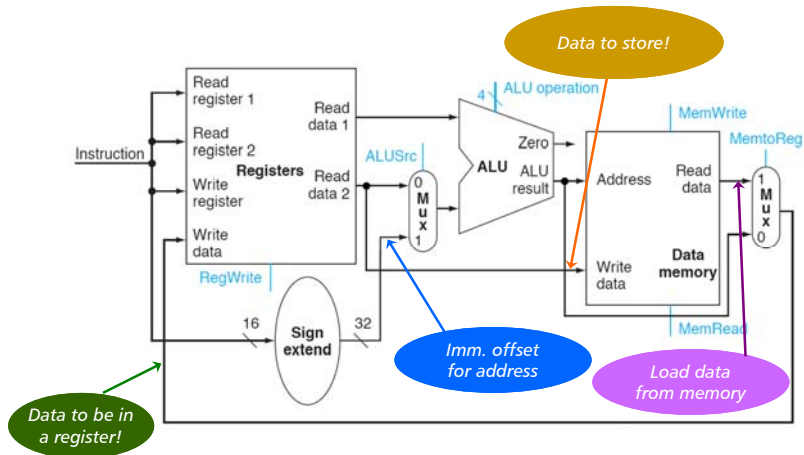 Data to store!
Read
register 1
Read
register 2
Write
register
Write
data
Registers
Read
data 1
Read
data 2
Instruction
RegWrite
16
Sign
extend
32
ALUSrc
0
M
u
x
1
4
ALU operation
Zero
ALU
ALU
result
MemWrite
Address
Read
data
Write
data
Data
memory
MemRead
MemtoReg
1
M
u
x
0
Imm. offset
for address
Load data
from memory
Data to be in
a register!